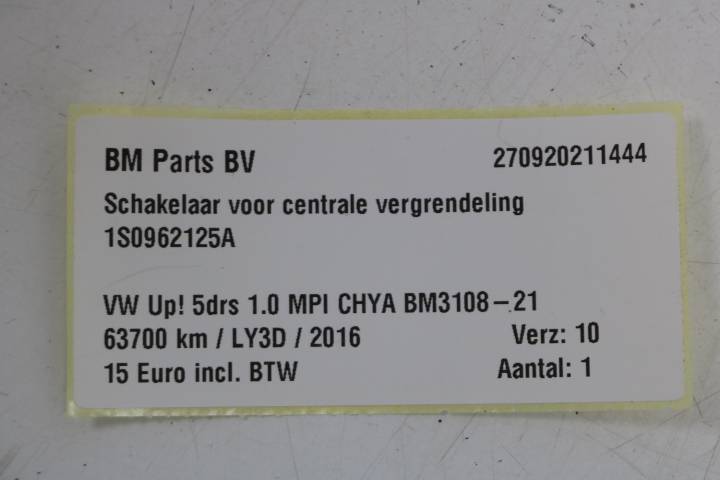 BM Parts BV 270920211444
Schakelaar voor centrale vergrendeling
1S0962125A
VW Up! 5drs 1.0 MPI CHYA BM3108-21
63700 km / LY3D / 2016 Verz: 10
15 Euro incl. BTW Aantal: 1